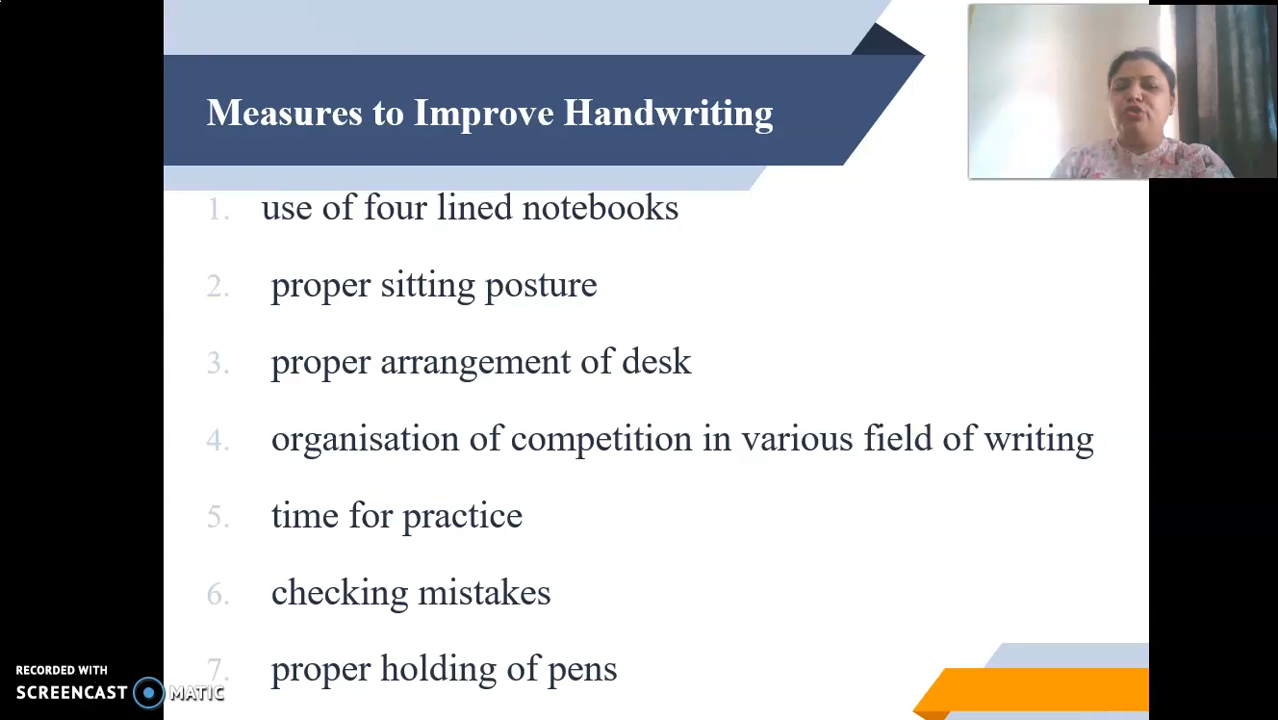 Measures to Improve Handwriting
1. use of four lined notebooks
2. proper sitting posture
3. proper arrangement of desk
4. organisation of competition in various field of writing
5. time for practice
6. checking mistakes
7. proper holding of pens
RECORDED WITH
SCREENCAST MATIC